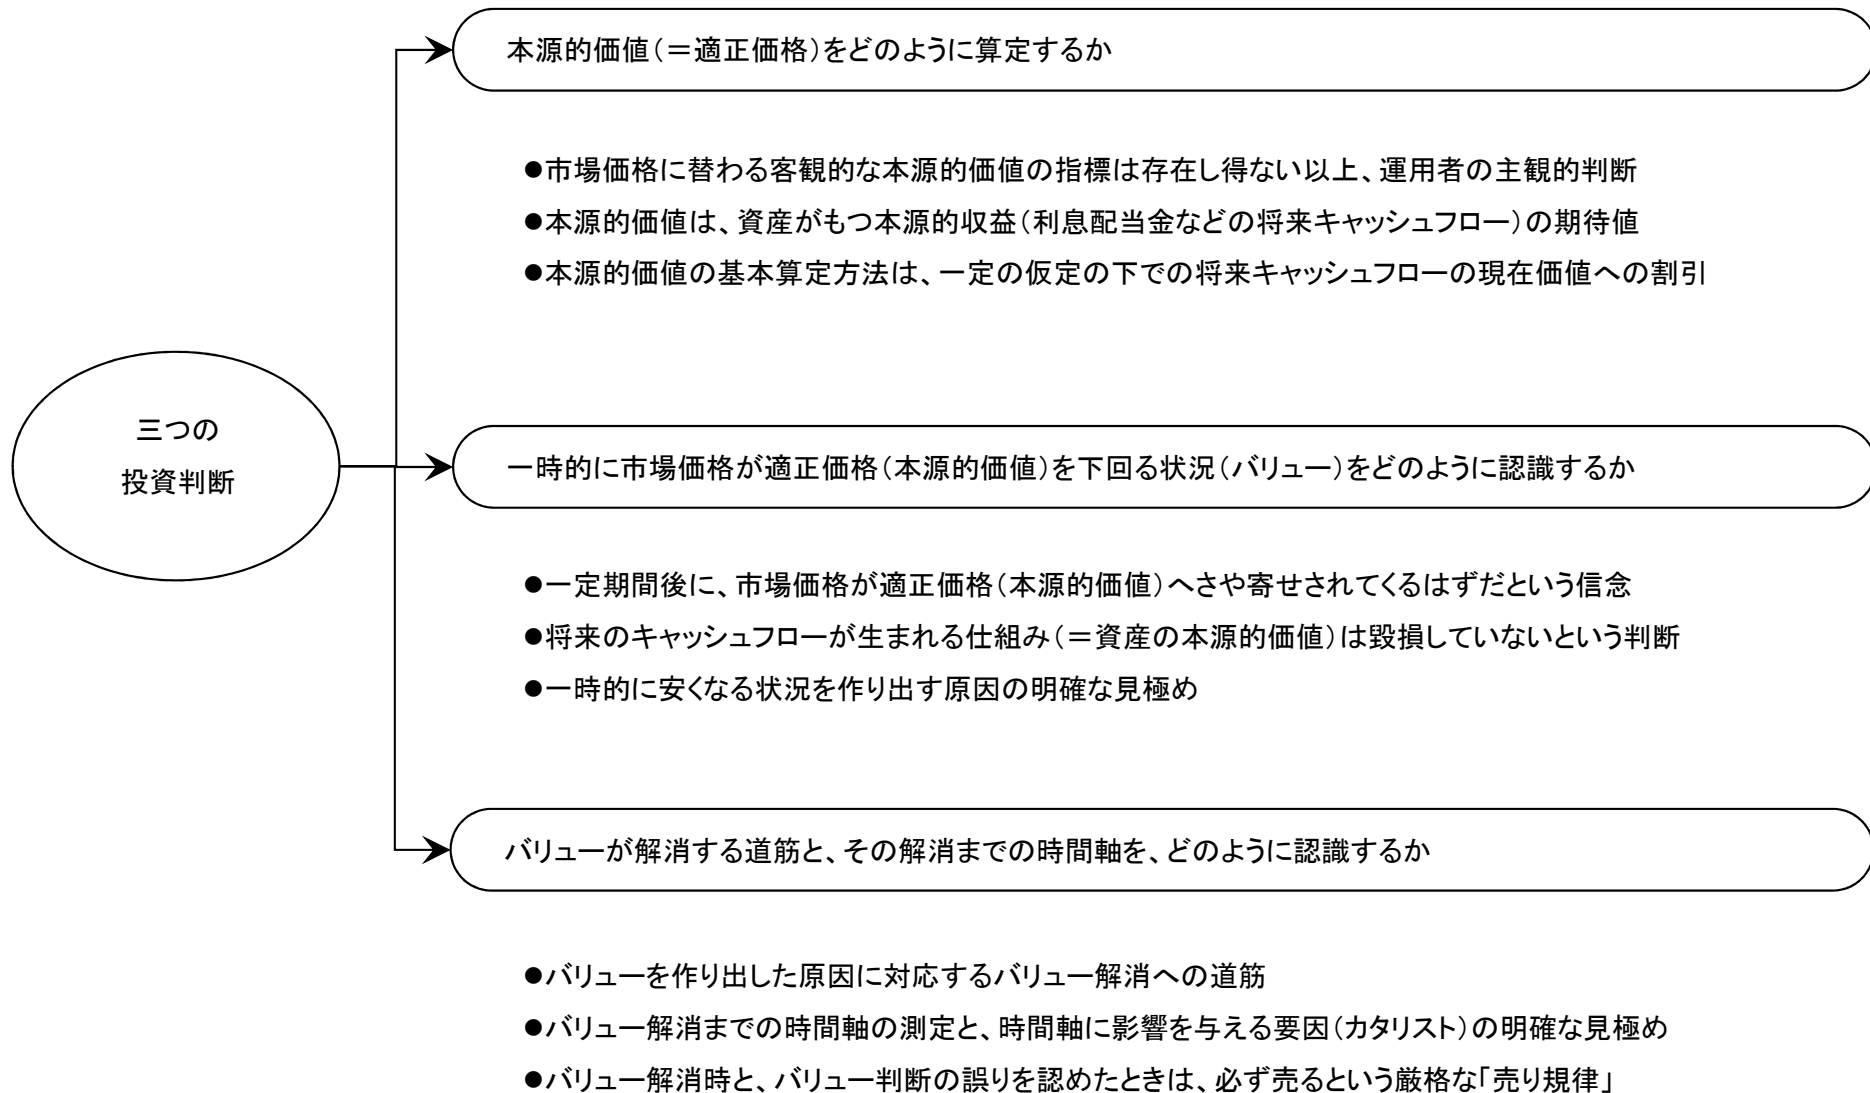 本源的価値(＝適正価格)をどのように算定するか
●市場価格に替わる客観的な本源的価値の指標は存在し得ない以上、運用者の主観的判断
●本源的価値は、資産がもつ本源的収益(利息配当金などの将来キャッシュフロー)の期待値
●本源的価値の基本算定方法は、一定の仮定の下での将来キャッシュフローの現在価値への割引
三つの
投資判断
一時的に市場価格が適正価格(本源的価値)を下回る状況(バリュー)をどのように認識するか
●一定期間後に、市場価格が適正価格(本源的価値)へさや寄せされてくるはずだという信念
●将来のキャッシュフローが生まれる仕組み(＝資産の本源的価値)は毀損していないという判断
●一時的に安くなる状況を作り出す原因の明確な見極め
バリューが解消する道筋と、その解消までの時間軸を、どのように認識するか
●バリューを作り出した原因に対応するバリュー解消への道筋
●バリュー解消までの時間軸の測定と、時間軸に影響を与える要因(カタリスト)の明確な見極め
●バリュー解消時と、バリュー判断の誤りを認めたときは、必ず売るという厳格な「売り規律」